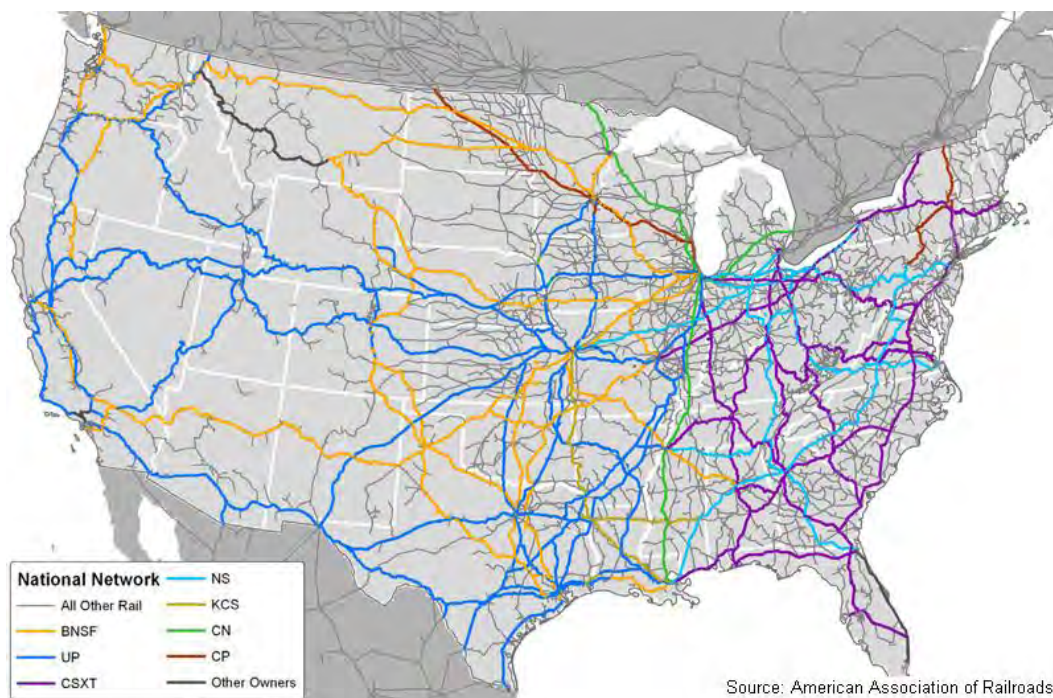 National Network
All Other Rail
BNSF
UP
CSXT
NS
KCS
CN
CP
Other Owners
Source: American Association of Railroads